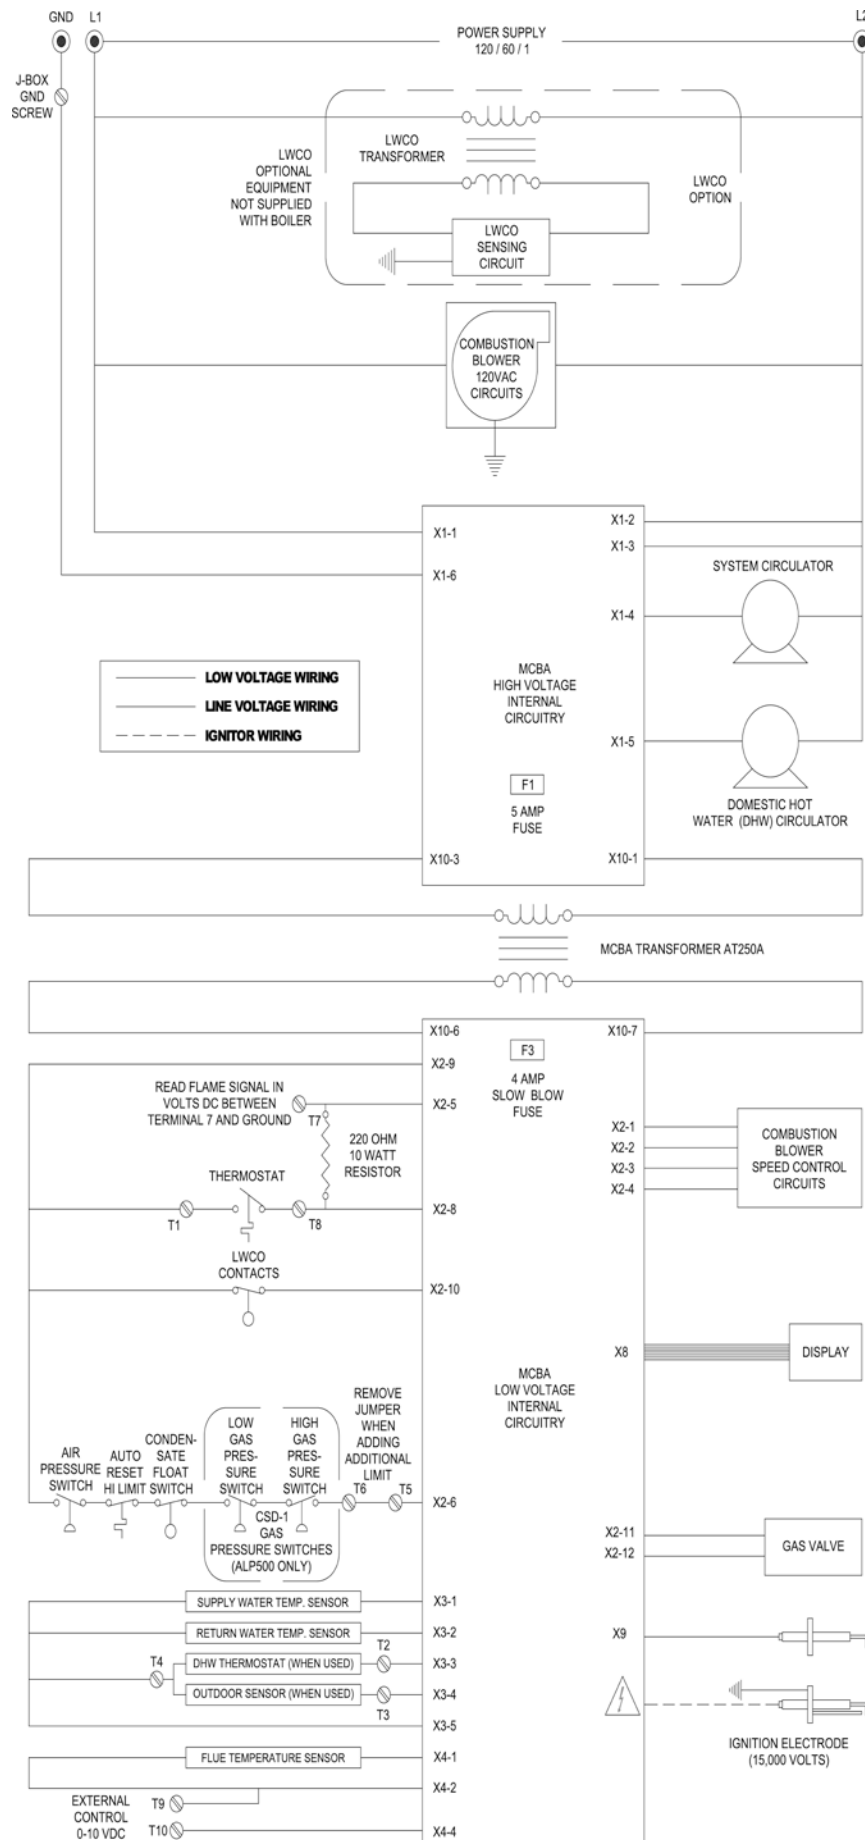 GND
L1
L2
POWER SUPPLY
120 / 60 / 1
J-BOX
GND
SCREW
LWCO
OPTIONAL
EQUIPMENT
NOT SUPPLIED
WITH BOILER
LWCO
TRANSFORMER
LWCO
OPTION
LWCO
SENSING
CIRCUIT
COMBUSTION
BLOWER
120VAC
CIRCUITS
X1-1
X1-6
X1-2
X1-3
X1-4
X1-5
SYSTEM CIRCULATOR
MCBA
HIGH VOLTAGE
INTERNAL
CIRCUITRY
LOW VOLTAGE WIRING
LINE VOLTAGE WIRING
IGNITOR WIRING
F1
5 AMP
FUSE
DOMESTIC HOT
WATER (DHW) CIRCULATOR
X10-3
X10-1
MCBA TRANSFORMER AT250A
X10-6
X10-7
X2-9
F3
4 AMP
SLOW BLOW
FUSE
READ FLAME SIGNAL IN
VOLTS DC BETWEEN
TERMINAL 7 AND GROUND
T7
X2-5
220 OHM
10 WATT
RESISTOR
X2-1
X2-2
X2-3
X2-4
COMBUSTION
BLOWER
SPEED CONTROL
CIRCUITS
THERMOSTAT
T1
T8
X2-8
LWCO
CONTACTS
X2-10
X8
DISPLAY
MCBA
LOW VOLTAGE
INTERNAL
CIRCUITRY
AIR
PRESSURE
SWITCH
AUTO
RESET
HI LIMIT
CONDEN-
SATE
FLOAT
SWITCH
LOW
GAS
PRES-
SURE
SWITCH
HIGH
GAS
PRES-
SURE
SWITCH
REMOVE
JUMPER
WHEN
ADDING
ADDITIONAL
LIMIT
T6
T5
X2-6
CSD-1
GAS
PRESSURE SWITCHES
(ALP500 ONLY)
X2-11
X2-12
GAS VALVE
SUPPLY WATER TEMP. SENSOR
X3-1
RETURN WATER TEMP. SENSOR
X3-2
X9
T4
DHW THERMOSTAT (WHEN USED)
T2
X3-3
OUTDOOR SENSOR (WHEN USED)
T3
X3-4
X3-5
IGNITION ELECTRODE
(15,000 VOLTS)
FLUE TEMPERATURE SENSOR
X4-1
X4-2
EXTERNAL
CONTROL
0-10 VDC
T9
T10
X4-4